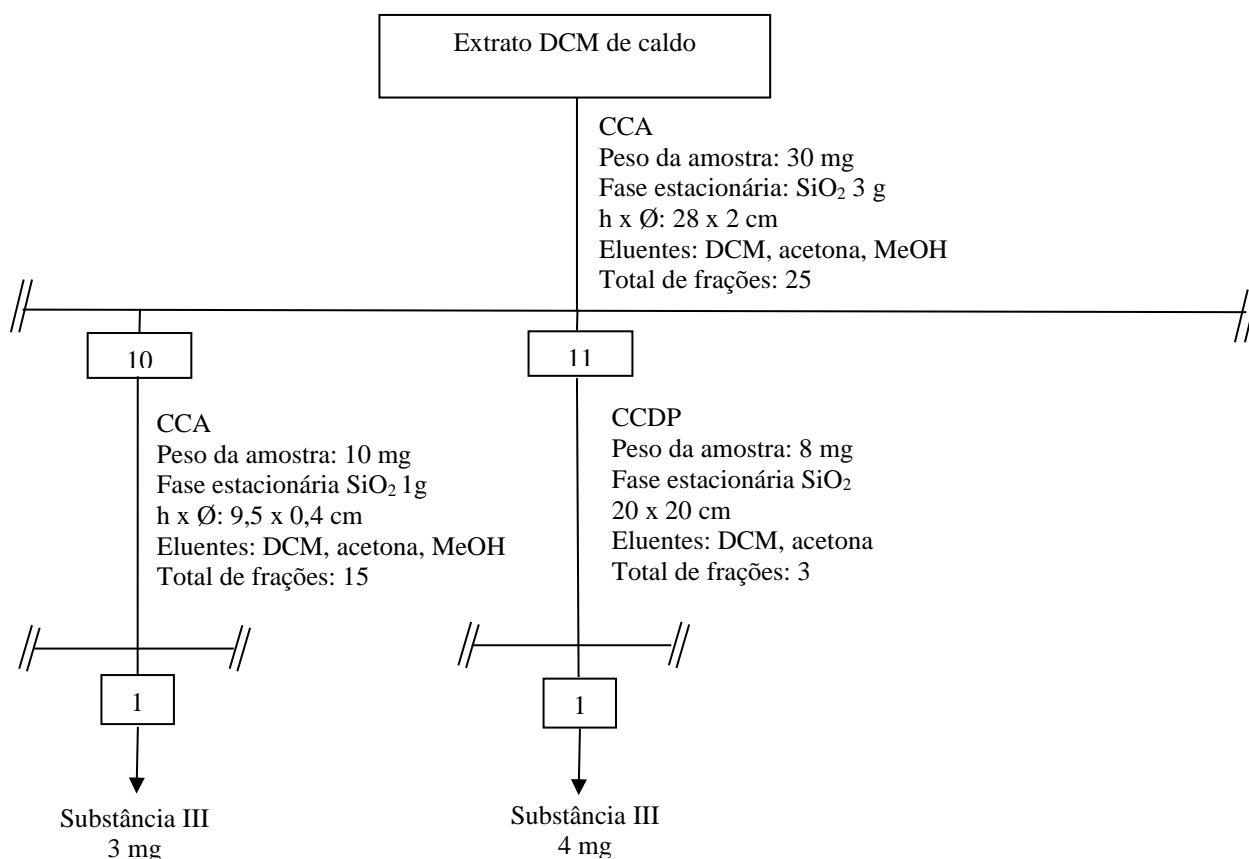 Extrato DCM de caldo
CCA
Peso da amostra: 30 mg
Fase estacionária: SiO₂ 3 g
h x Ø: 28 x 2 cm
Eluentes: DCM, acetona, MeOH
Total de frações: 25
10
11
CCA
Peso da amostra: 10 mg
Fase estacionária SiO₂ 1g
h x Ø: 9,5 x 0,4 cm
Eluentes: DCM, acetona, MeOH
Total de frações: 15
CCDP
Peso da amostra: 8 mg
Fase estacionária SiO₂
20 x 20 cm
Eluentes: DCM, acetona
Total de frações: 3
1
1
Substância III
3 mg
Substância III
4 mg